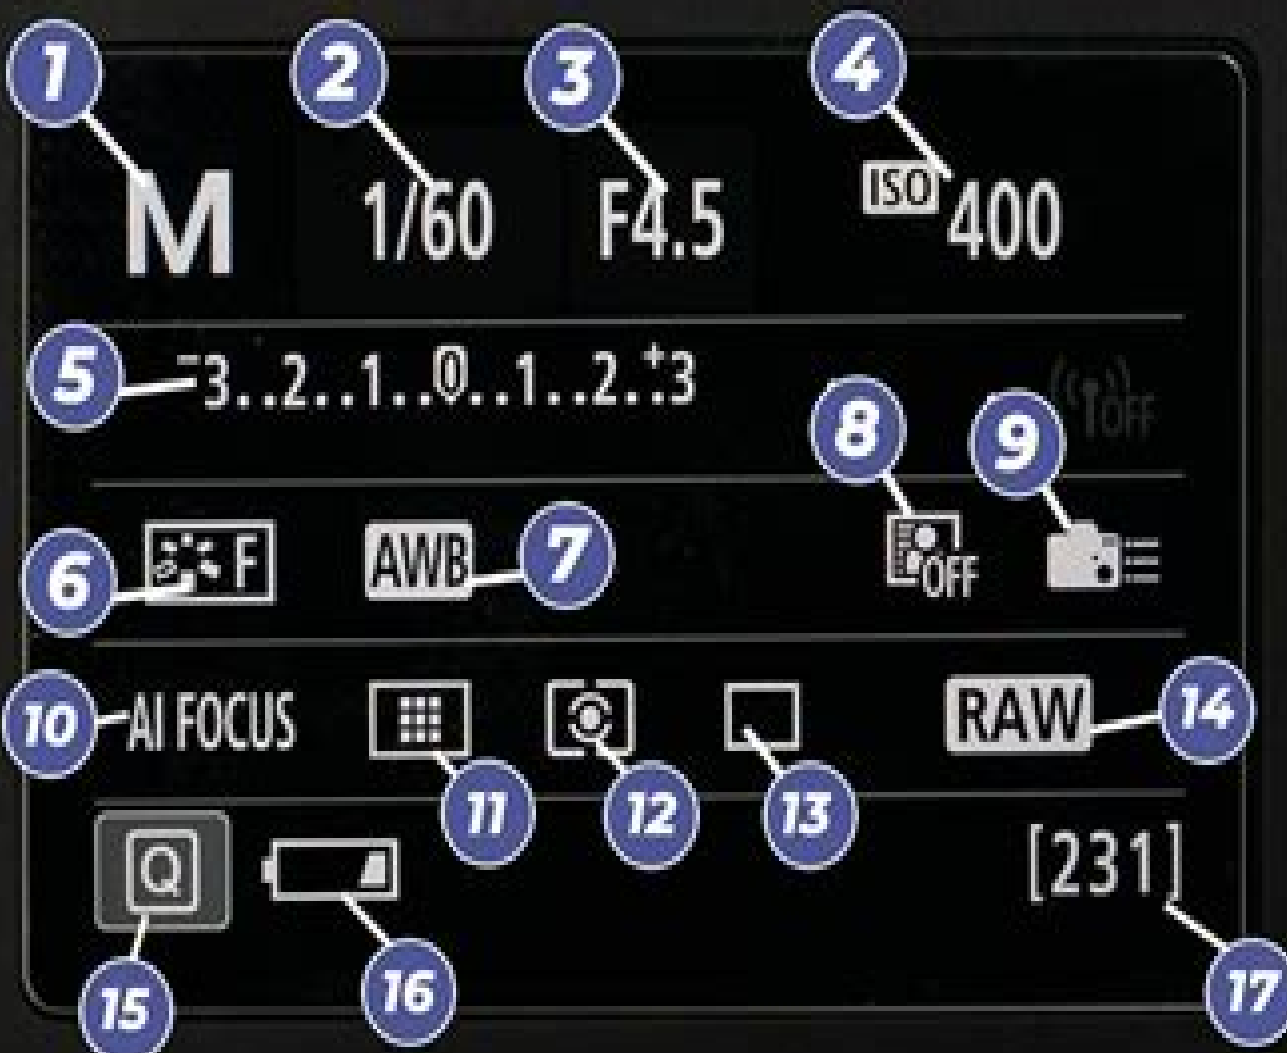 1 2 3 4
M 1/60 F4.5 ISO 400
5 -3..2..1..0..1..2..+3 8 9 OFF
6 F AWB 7 OFF
10 AI FOCUS RAW 14
11 12 13
Q [231]
15 16 17